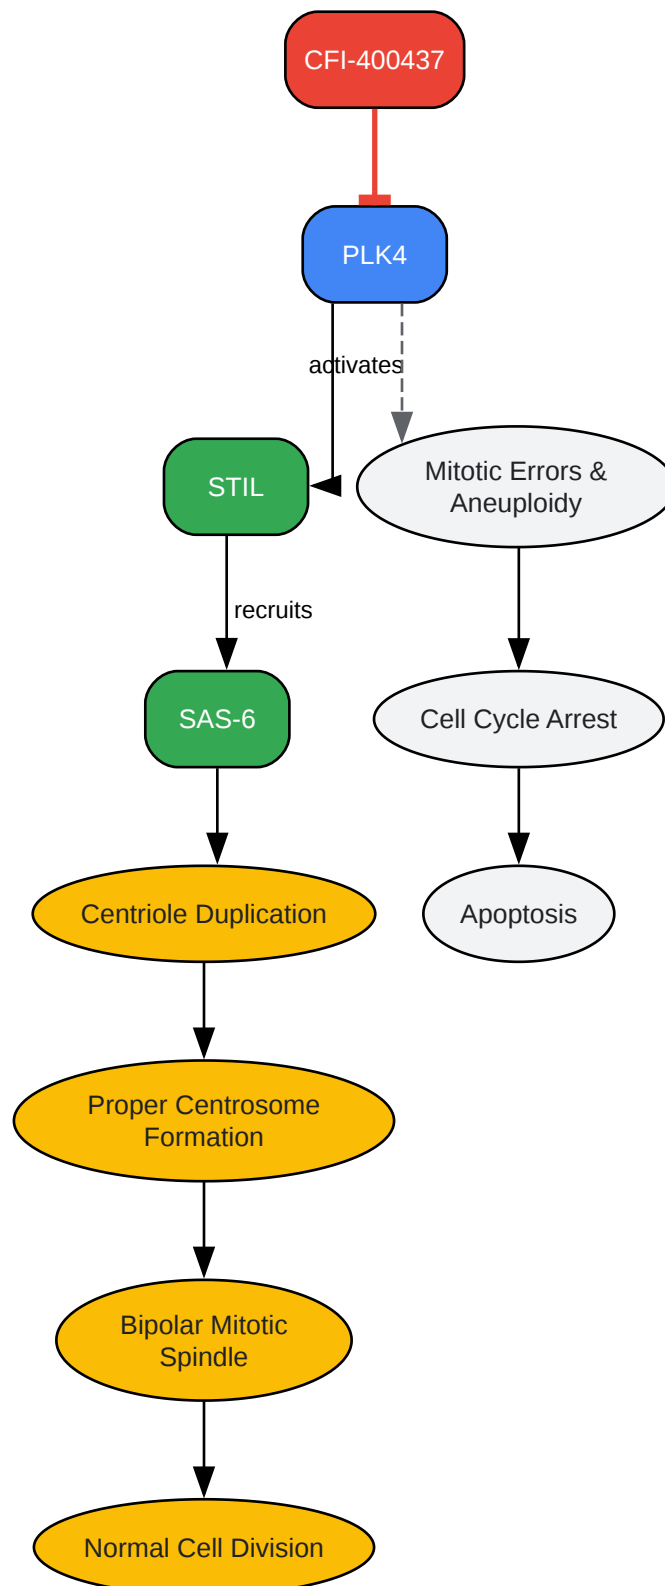 CFI-400437
PLK4
activates
STIL
Mitotic Errors &
Aneuploidy
recruits
SAS-6
Cell Cycle Arrest
Centriole Duplication
Apoptosis
Proper Centrosome
Formation
Bipolar Mitotic
Spindle
Normal Cell Division